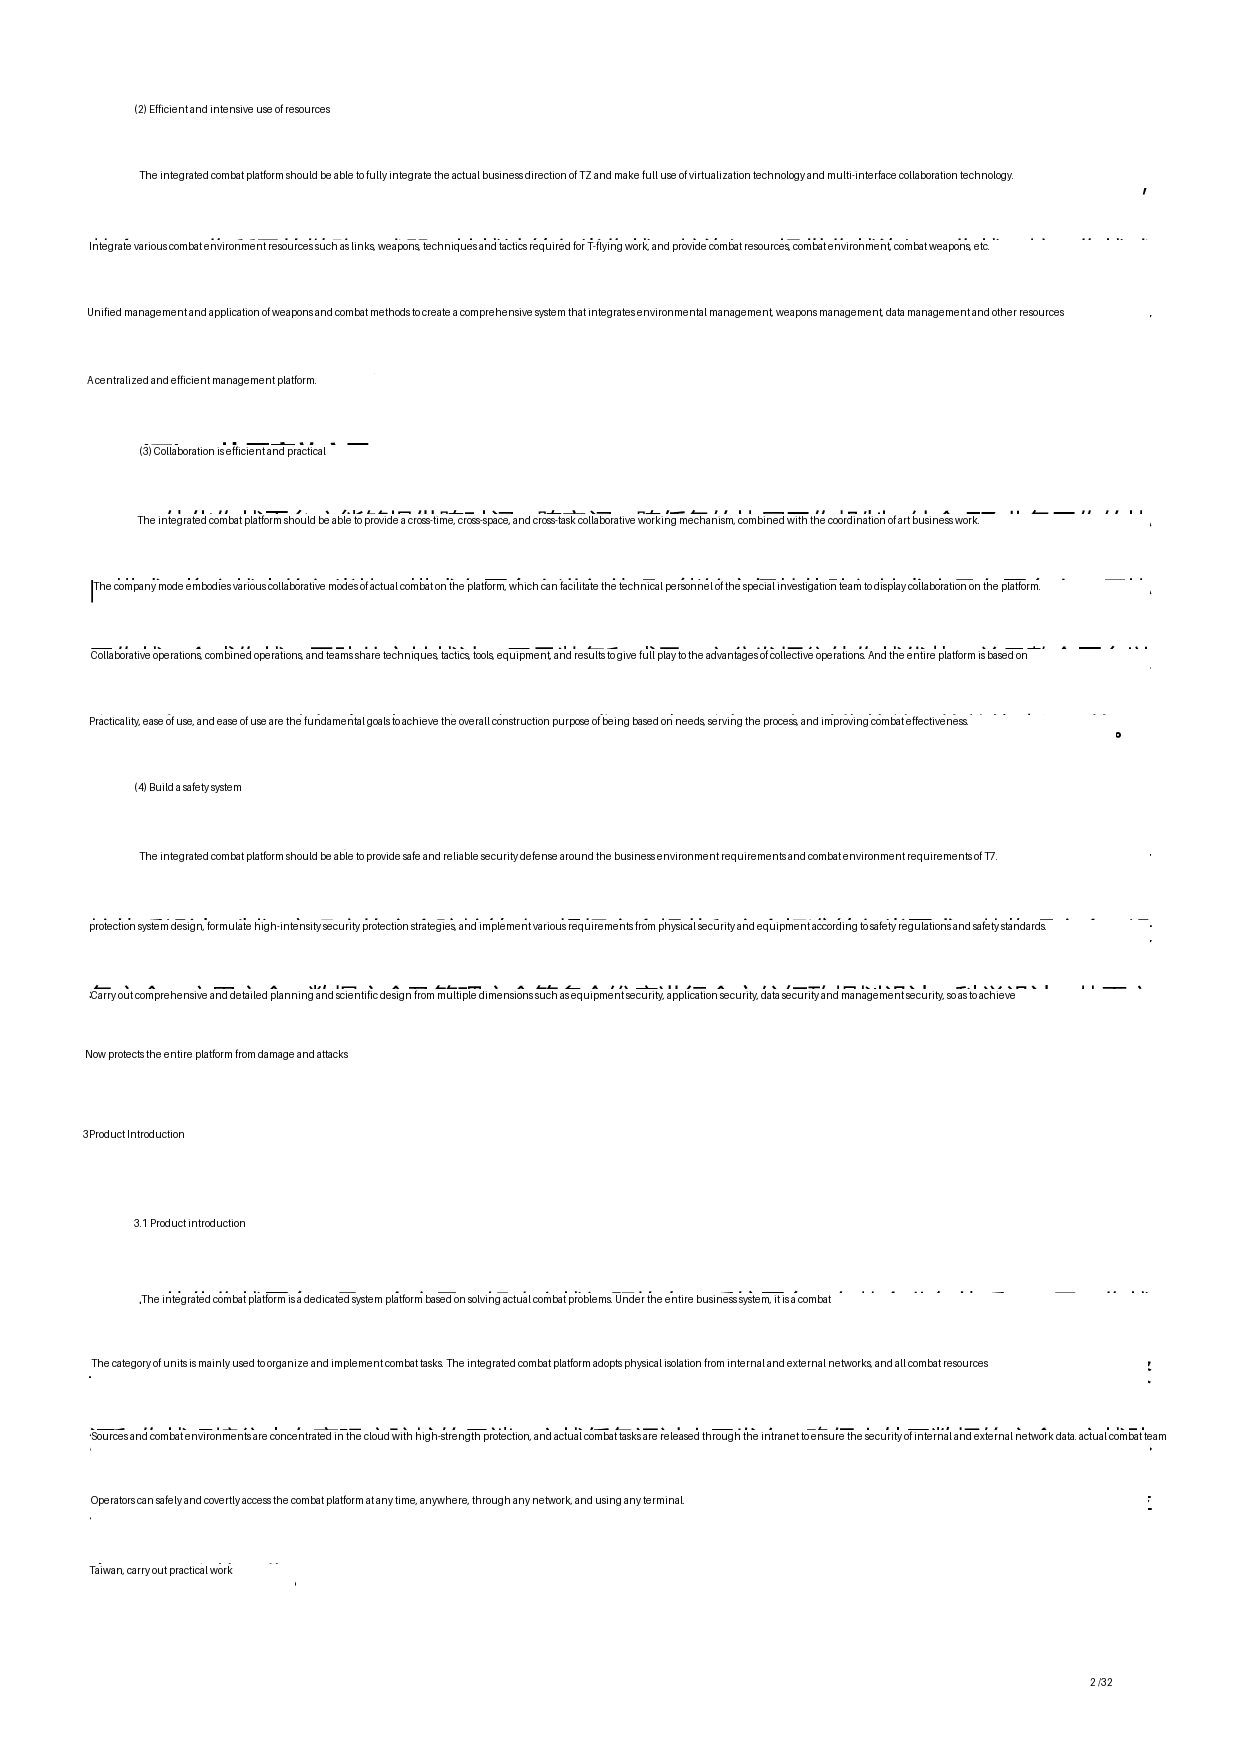 (2) Efficient and intensive use of resources
The integrated combat platform should be able to fully integrate the actual business direction of TZ and make full use of virtualization technology and multi-interface collaboration technology.
Integrate various combat environment resources such as links, weapons, techniques and tactics required for T-flying work, and provide combat resources, combat environment, combat weapons, etc.
Unified management and application of weapons and combat methods to create a comprehensive system that integrates environmental management, weapons management, data management and other resources
A centralized and efficient management platform.
(3) Collaboration is efficient and practical
The integrated combat platform should be able to provide a cross-time, cross-space, and cross-task collaborative working mechanism, combined with the coordination of art business work.
The company mode embodies various collaborative modes of actual combat on the platform, which can facilitate the technical personnel of the special investigation team to display collaboration on the platform.
Collaborative operations, combined operations, and teams share techniques, tactics, tools, equipment, and results to give full play to the advantages of collective operations. And the entire platform is based on
Practicality, ease of use, and ease of use are the fundamental goals to achieve the overall construction purpose of being based on needs, serving the process, and improving combat effectiveness.
(4) Build a safety system
The integrated combat platform should be able to provide safe and reliable security defense around the business environment requirements and combat environment requirements of T7.
protection system design, formulate high-intensity security protection strategies, and implement various requirements from physical security and equipment according to safety regulations and safety standards.
Carry out comprehensive and detailed planning and scientific design from multiple dimensions such as equipment security, application security, data security and management security, so as to achieve
Now protects the entire platform from damage and attacks
3Product Introduction
3.1 Product introduction
The integrated combat platform is a dedicated system platform based on solving actual combat problems. Under the entire business system, it is a combat
The category of units is mainly used to organize and implement combat tasks. The integrated combat platform adopts physical isolation from internal and external networks, and all combat resources
Sources and combat environments are concentrated in the cloud with high-strength protection, and actual combat tasks are released through the intranet to ensure the security of internal and external network data. actual combat team
Operators can safely and covertly access the combat platform at any time, anywhere, through any network, and using any terminal.
Taiwan, carry out practical work
2 /32